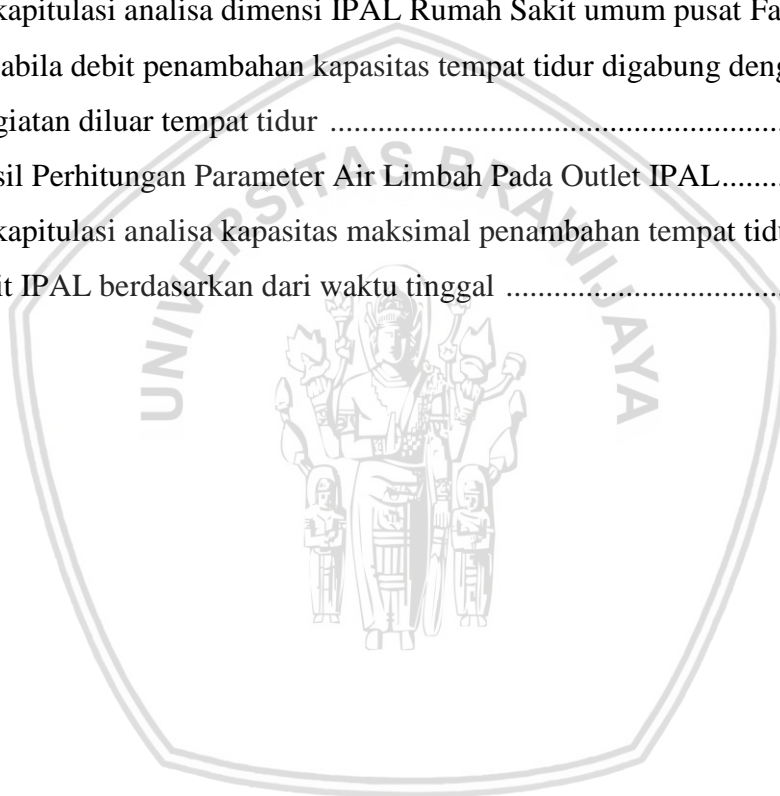 kapitulasi analisa dimensi IPAL Rumah Sakit umum pusat Fa
abila debit penambahan kapasitas tempat tidur digabung deng
giatan diluar tempat tidur ........................................................
sil Perhitungan Parameter Air Limbah Pada Outlet IPAL.......
kapitulasi analisa kapasitas maksimal penambahan tempat tidu
it IPAL berdasarkan dari waktu tinggal ..................................
UNIVERSITAS BRAWIJAYA